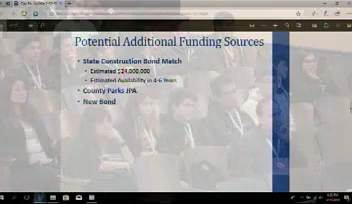 Potential Additional Funding Sources
• State Construction Bond Match
• Estimated $24,000,000
• Estimated Availability in 4-6 Years
• County Parks JPA
• New Bond